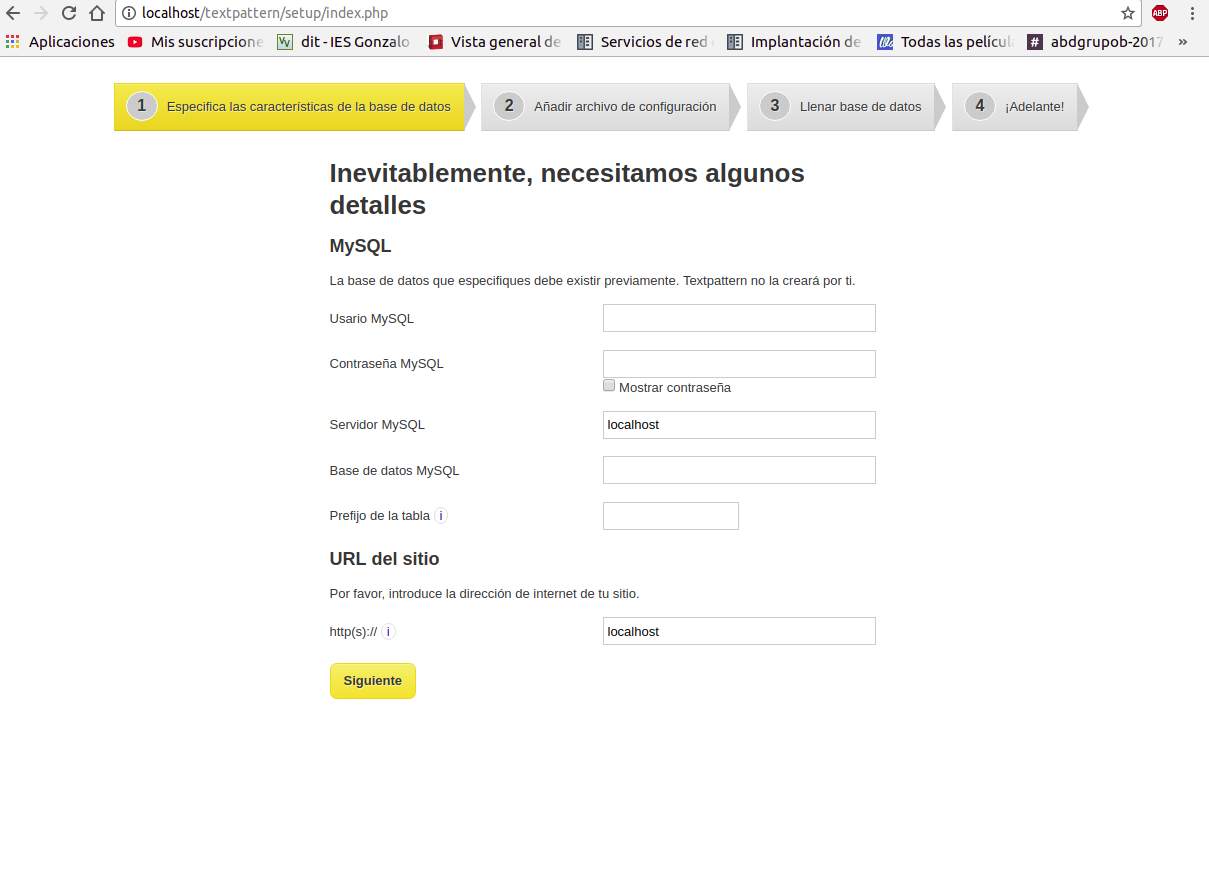 localhost/textpattern/setup/index.php
ABP
Aplicaciones
Mis suscripcione
dit - IES Gonzalo
Vista general de
Servicios de red
Implantación de
Todas las películ
# abdgrupob-2017
»
1 Especifica las características de la base de datos
2 Añadir archivo de configuración
3 Llenar base de datos
4 ¡Adelante!
Inevitablemente, necesitamos algunos
detalles
MySQL
La base de datos que especifiques debe existir previamente. Textpattern no la creará por ti.
Usario MySQL
Contraseña MySQL
Mostrar contraseña
Servidor MySQL localhost
Base de datos MySQL
Prefijo de la tabla i
URL del sitio
Por favor, introduce la dirección de internet de tu sitio.
http(s):// i localhost
Siguiente